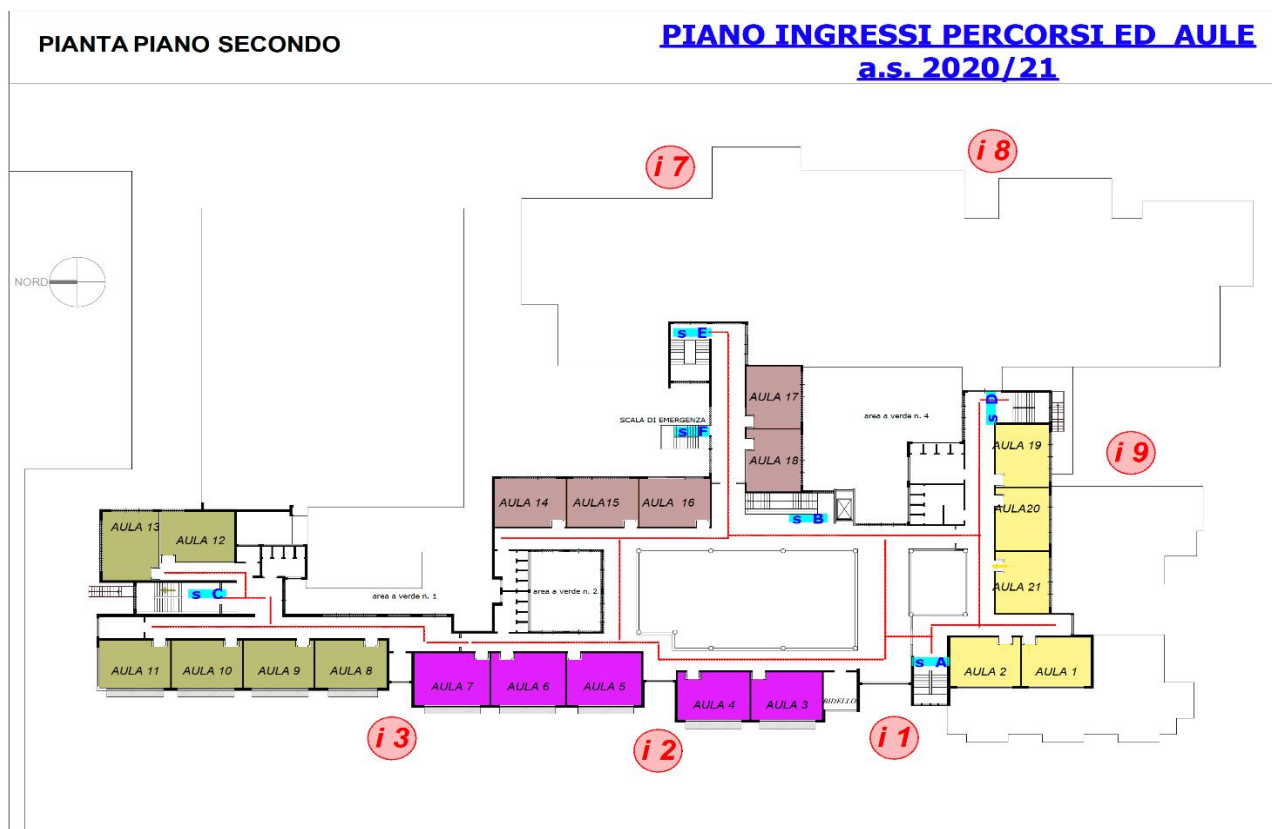 PIANTA PIANO SECONDO
PIANO INGRESSI PERCORSI ED AULE
a.s. 2020/21
i 7
i 8
NORD
s E
AULA 17
SCALA DI EMERGENZA
s F
area a verde n. 4
s D
AULA 19
i 9
AULA 18
AULA 14
AULA15
AULA 16
s B
AULA20
AULA 13
AULA 12
AULA 21
s C
area a verde n. 1
area a verde n. 2
AULA 11
AULA 10
AULA 9
AULA 8
AULA 7
AULA 6
AULA 5
AULA 4
AULA 3
BIDELLO
s A
AULA 2
AULA 1
i 3
i 2
i 1